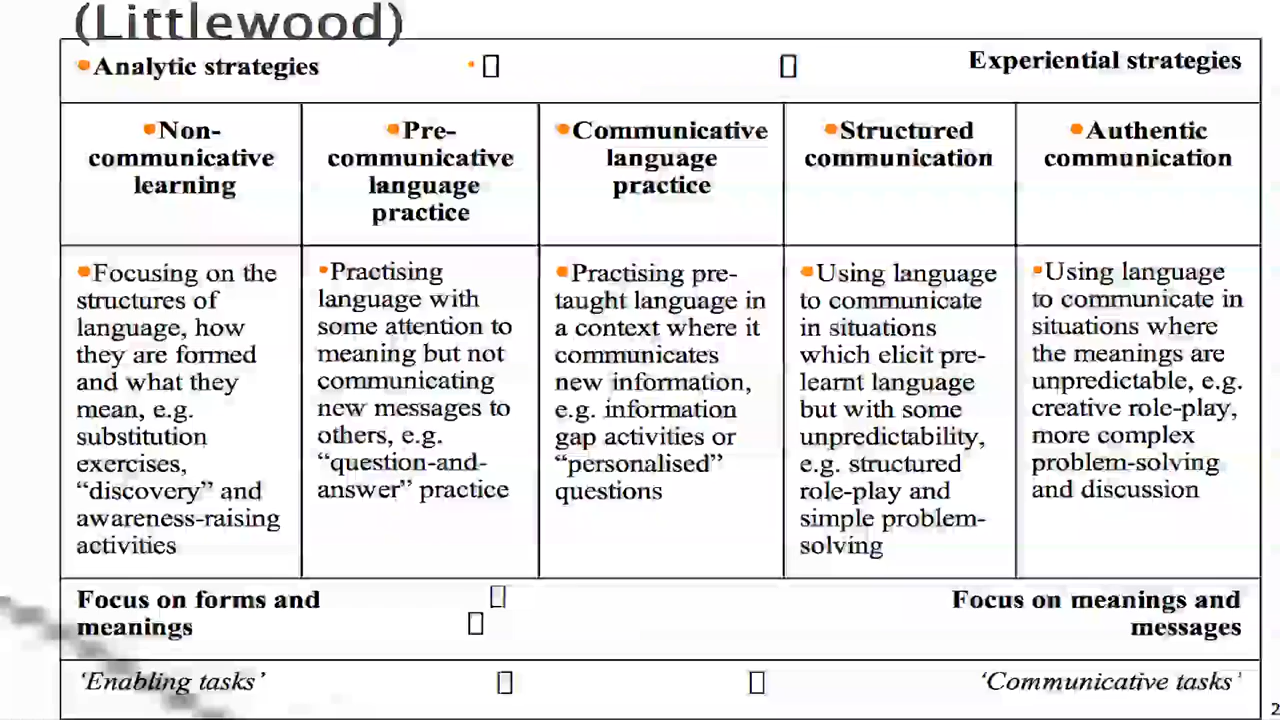 (Littlewood)
•Analytic strategies • Experiential strategies
•Non-
communicative
learning
•Pre-
communicative
language
practice
•Communicative
language
practice
•Structured
communication
•Authentic
communication
•Focusing on the
structures of
language, how
they are formed
and what they
mean, e.g.
substitution
exercises,
“discovery” and
awareness-raising
activities
•Practising
language with
some attention to
meaning but not
communicating
new messages to
others, e.g.
“question-and-
answer” practice
•Practising pre-
taught language in
a context where it
communicates
new information,
e.g. information
gap activities or
“personalised”
questions
•Using language
to communicate
in situations
which elicit pre-
learnt language
but with some
unpredictability,
e.g. structured
role-play and
simple problem-
solving
•Using language
to communicate in
situations where
the meanings are
unpredictable, e.g.
creative role-play,
more complex
problem-solving
and discussion
Focus on forms and
meanings
Focus on meanings and
messages
‘Enabling tasks’ ‘Communicative tasks’
2